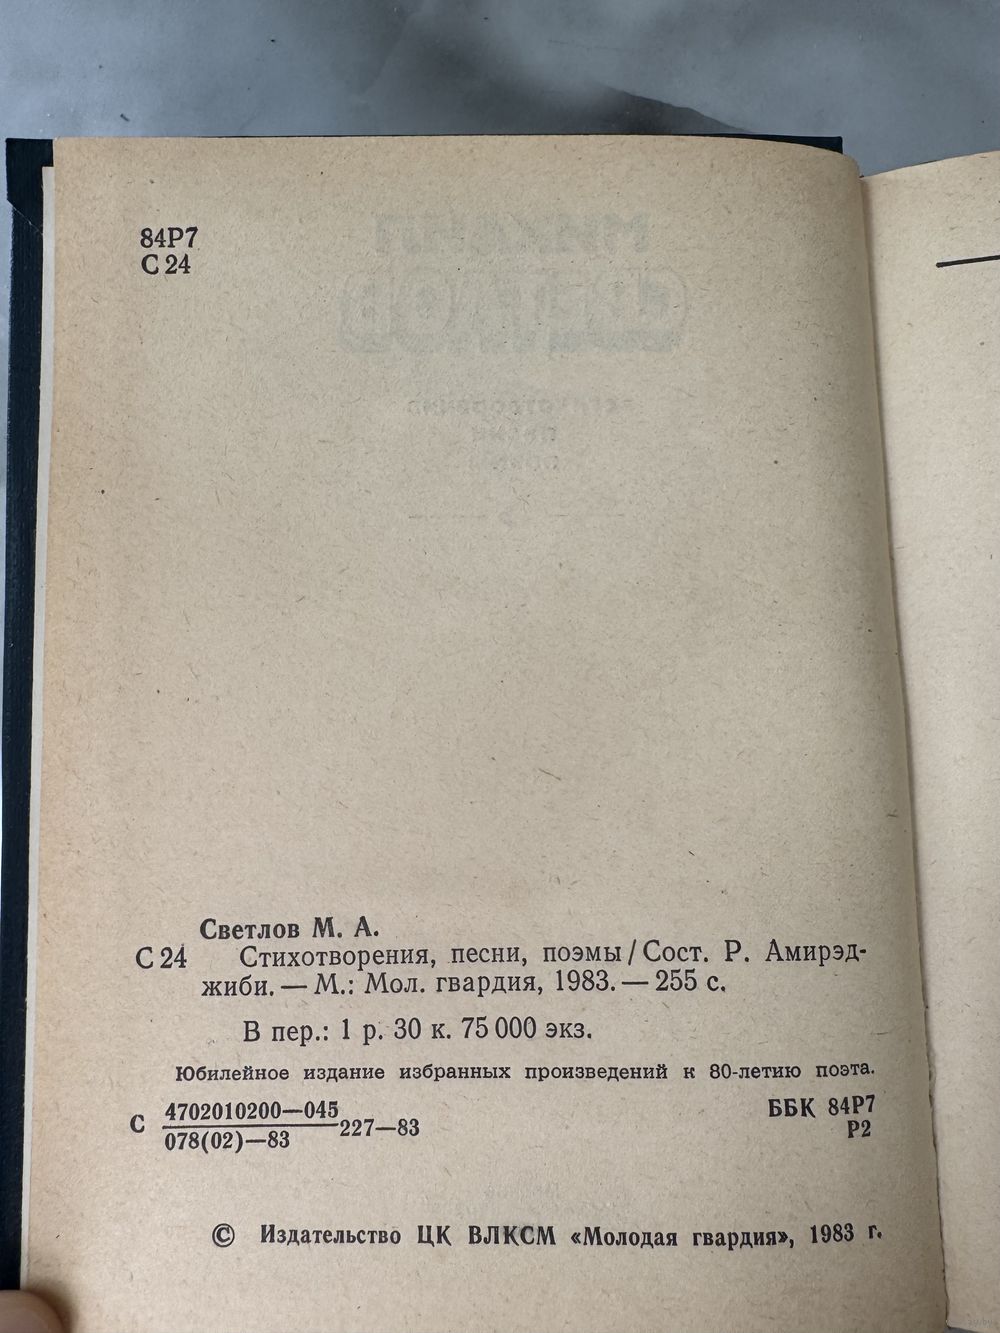 84Р7
С 24
Светлов М. А.
С 24 Стихотворения, песни, поэмы / Сост. Р. Амирэд-
жиби. — М.: Мол. гвардия, 1983. — 255 с.
В пер.: 1 р. 30 к. 75 000 экз.
Юбилейное издание избранных произведений к 80-летию поэта.
С 4702010200—045
078(02)—83 227—83
ББК 84Р7
Р2
© Издательство ЦК ВЛКСМ «Молодая гвардия», 1983 г.